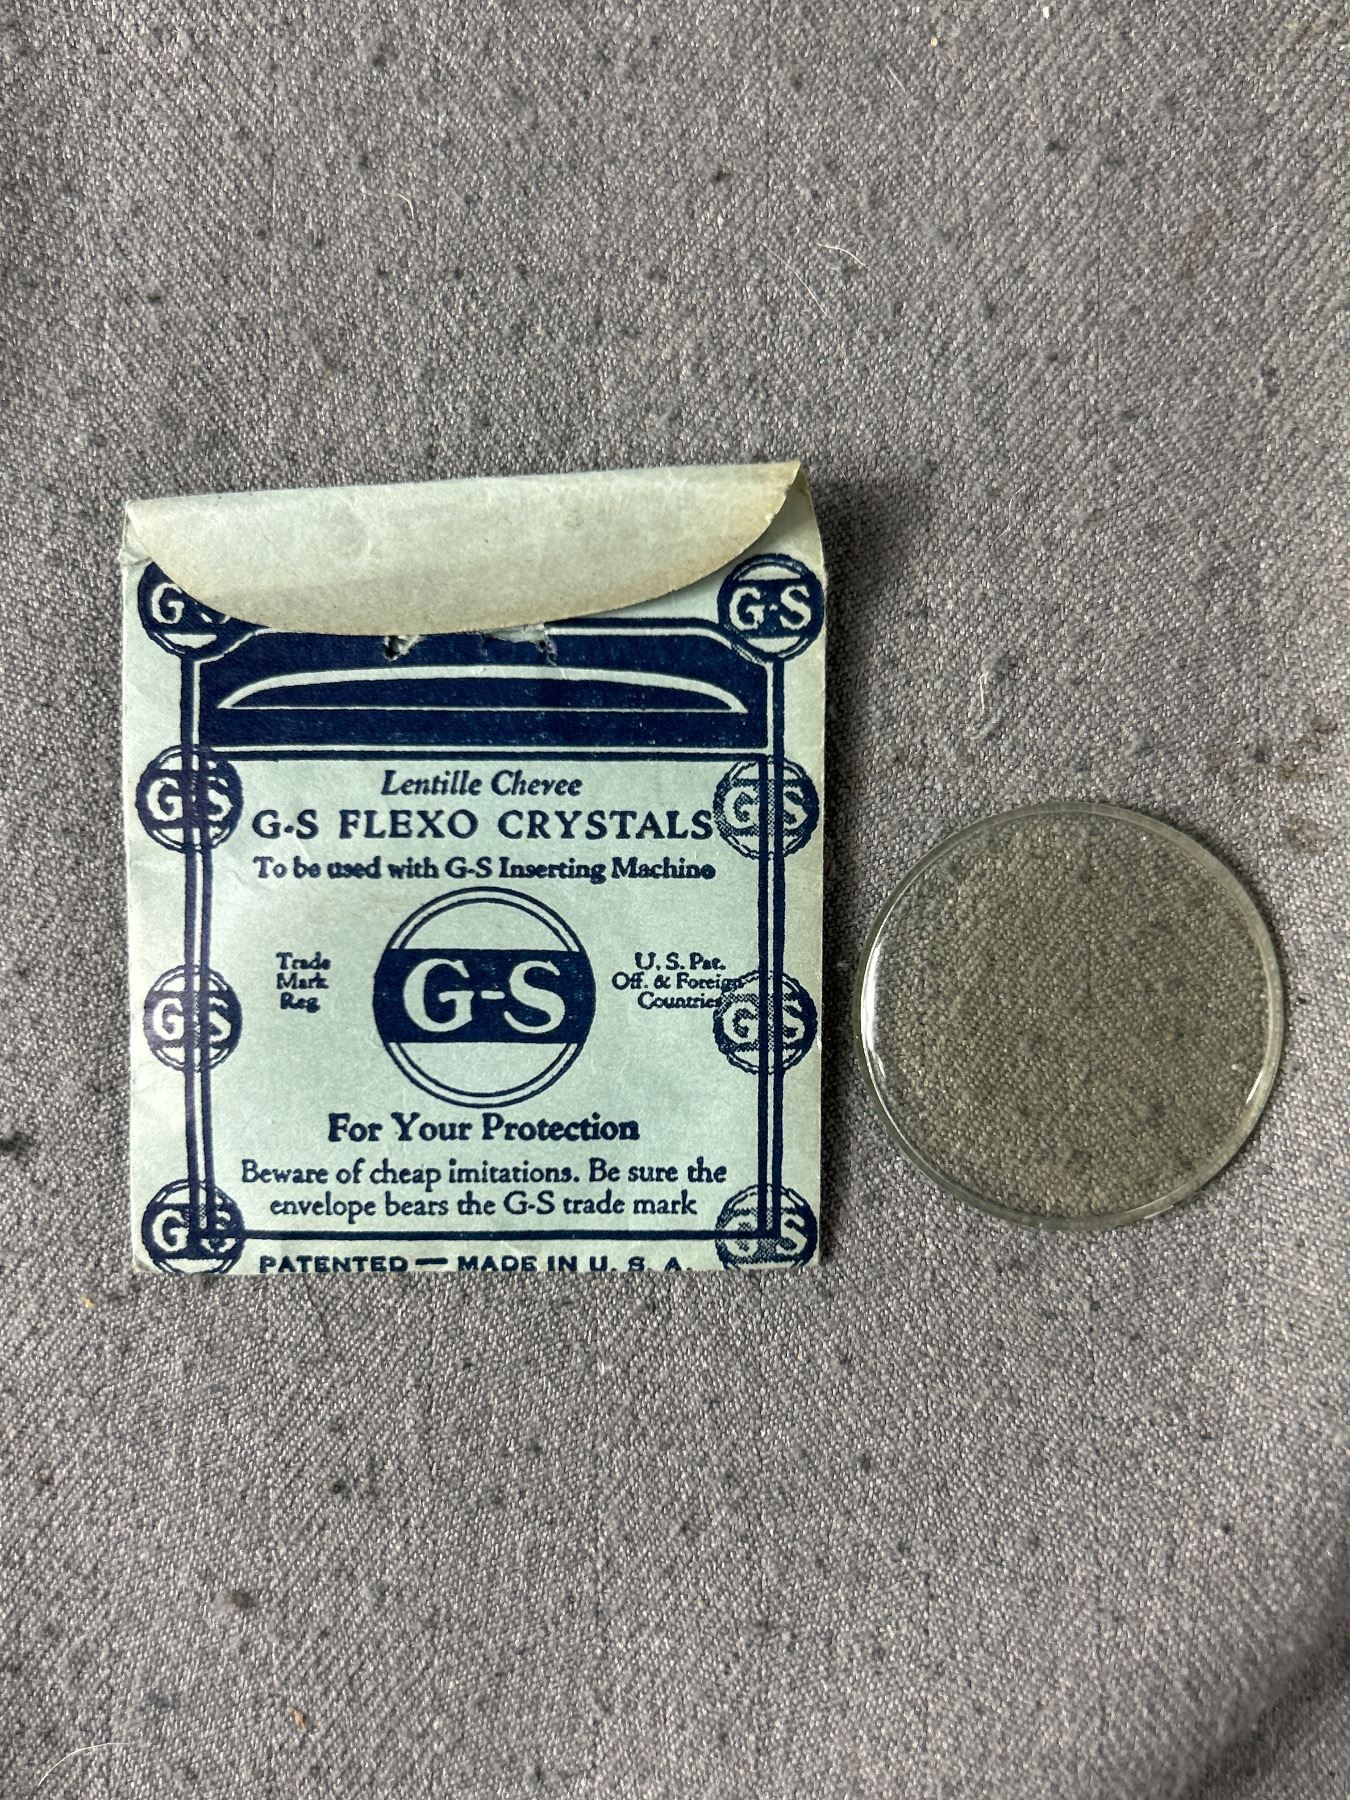 G-S
G-S
Lentille Chevee
G-S
G-S
G-S FLEXO CRYSTALS
To be used with G-S Inserting Machine
Trade
Mark
Reg
G-S
U. S. Pat.
Off. & Foreign
Countries
G-S
G-S
For Your Protection
Beware of cheap imitations. Be sure the
envelope bears the G-S trade mark
G-S
G-S
PATENTED — MADE IN U. S. A.